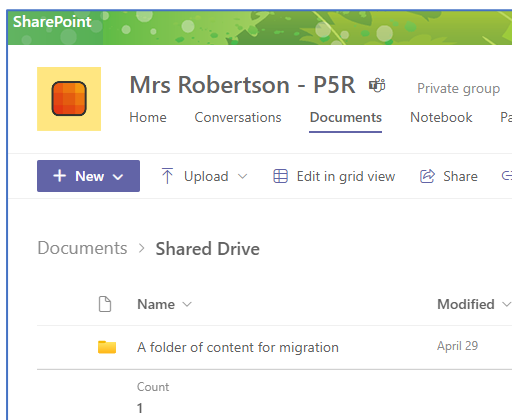 SharePoint
Mrs Robertson - P5R
Private group
Home Conversations Documents Notebook
New Upload Edit in grid view Share
Documents > Shared Drive
Name Modified
A folder of content for migration April 29
Count
1